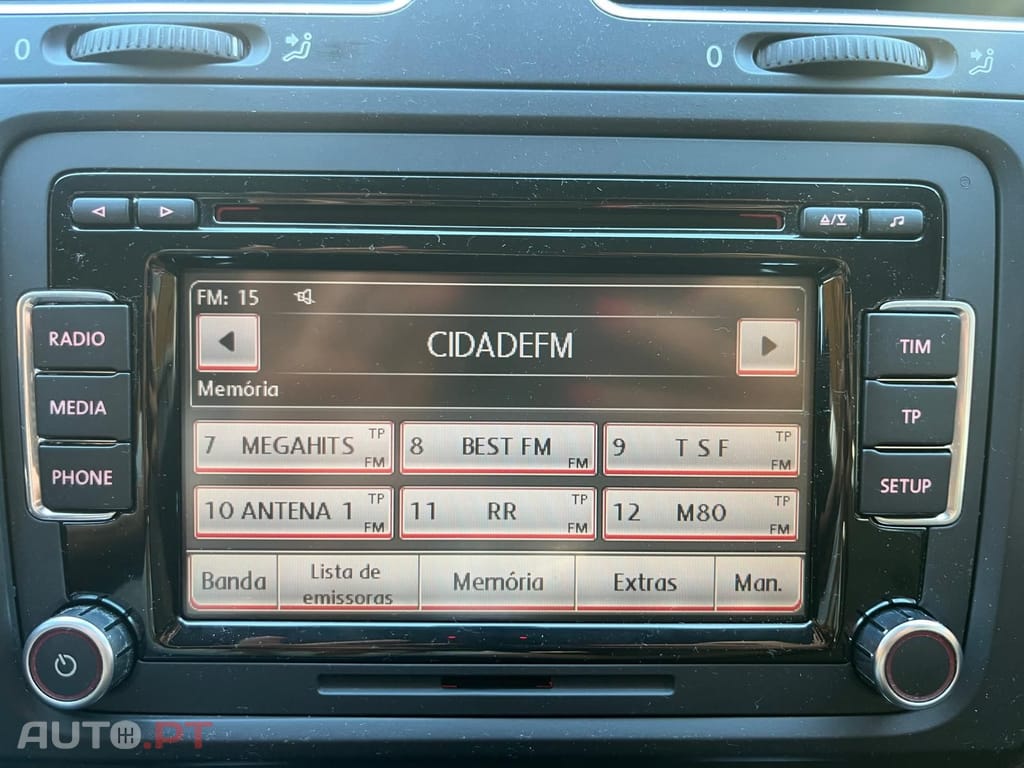 0
0
FM: 15
RADIO
CIDADEFM
TIM
Memória
MEDIA
TP
7 MEGAHITS TP FM
8 BEST FM FM
9 T S F TP FM
PHONE
SETUP
10 ANTENA 1 TP FM
11 RR TP FM
12 M80 TP FM
Banda
Lista de
emissoras
Memória
Extras
Man.
AUTO.PT